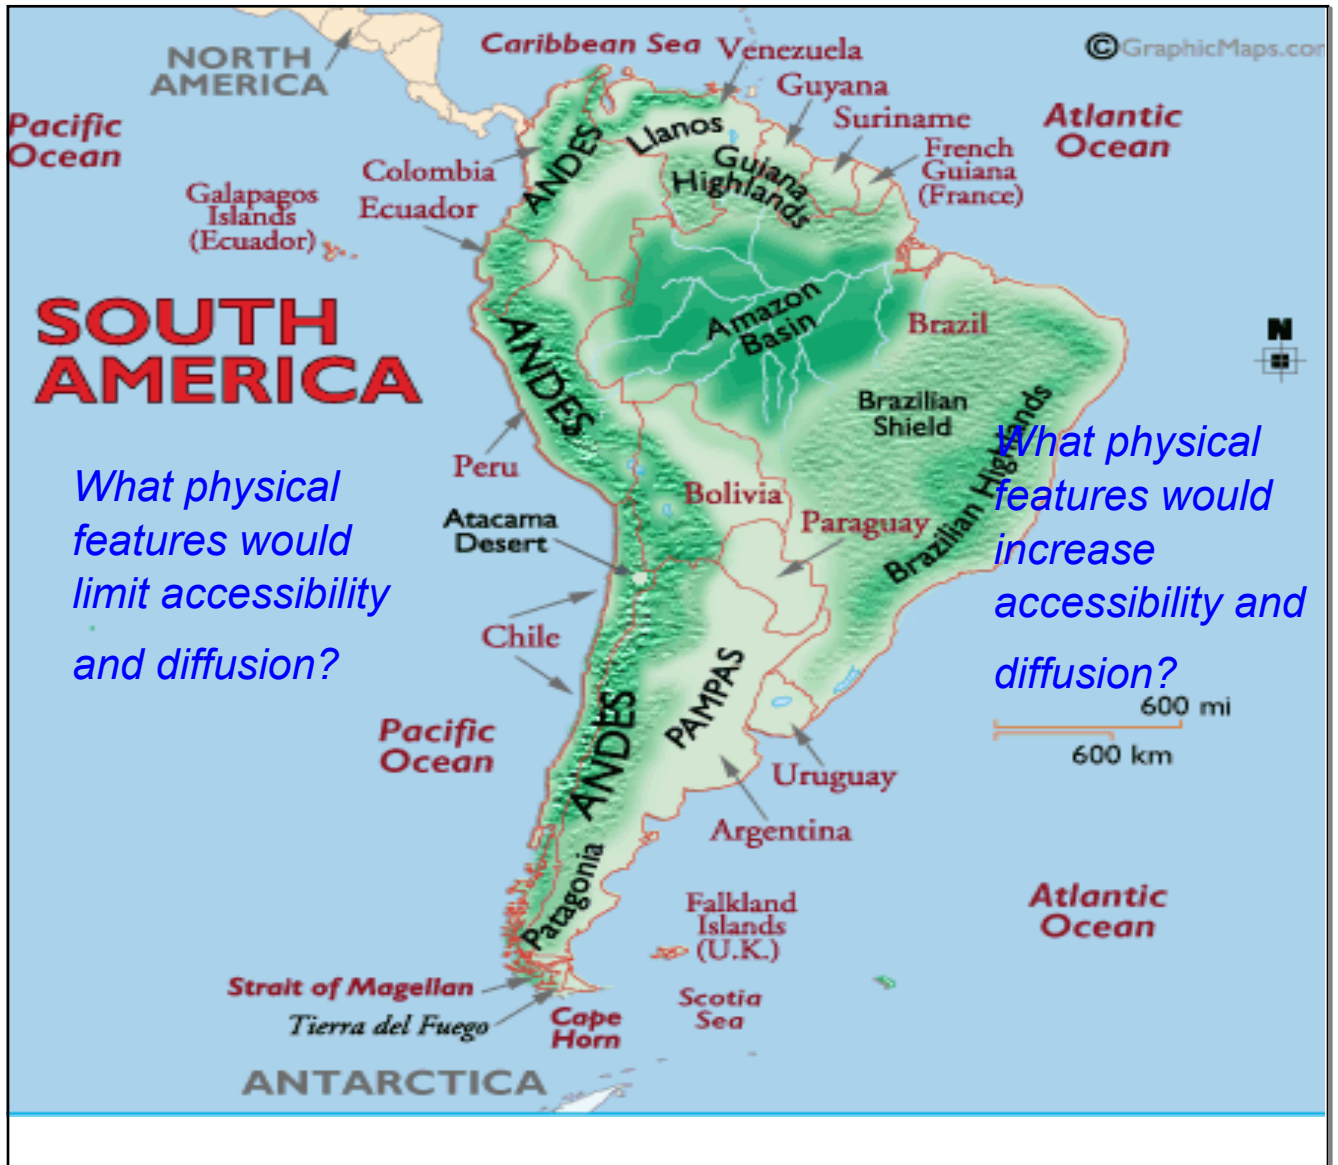 NORTH
AMERICA
Caribbean Sea
Venezuela
©GraphicMaps.com
Guyana
Pacific
Ocean
Llanos
Suriname
Atlantic
Ocean
ANDES
Guiana
Highlands
French
Guiana
(France)
Colombia
Galapagos
Islands
(Ecuador)
Ecuador
SOUTH
AMERICA
Amazon
Basin
Brazil
N
ANDES
Brazilian
Shield
Brazilian Highlands
What physical
features would
limit accessibility
and diffusion?
What physical
features would
increase
accessibility and
diffusion?
Peru
Bolivia
Atacama
Desert
Paraguay
Chile
PAMPAS
600 mi
600 km
Pacific
Ocean
ANDES
Uruguay
Argentina
Patagonia
Falkland
Islands
(U.K.)
Atlantic
Ocean
Strait of Magellan
Tierra del Fuego
Cape
Horn
Scotia
Sea
ANTARCTICA